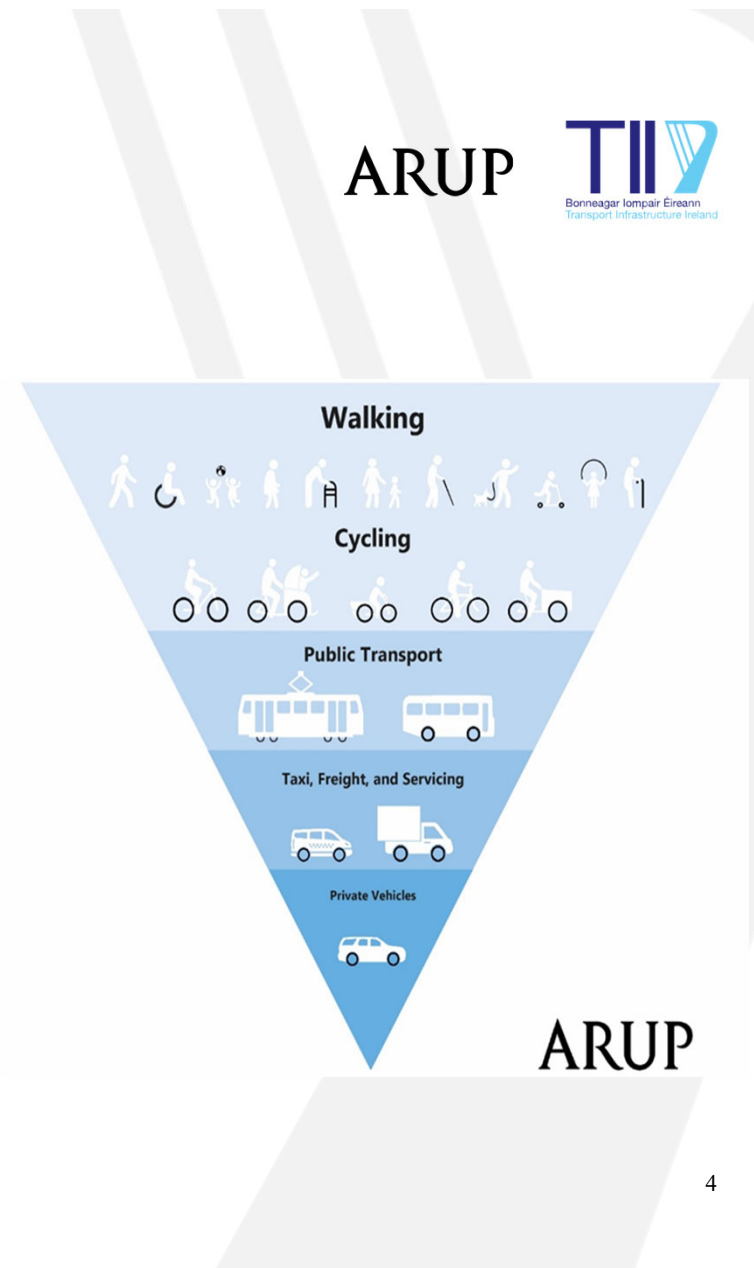 ARUP
TII
Bonneagar Iompair Éireann
Transport Infrastructure Ireland
Walking
Cycling
Public Transport
Taxi, Freight, and Servicing
Private Vehicles
ARUP
4